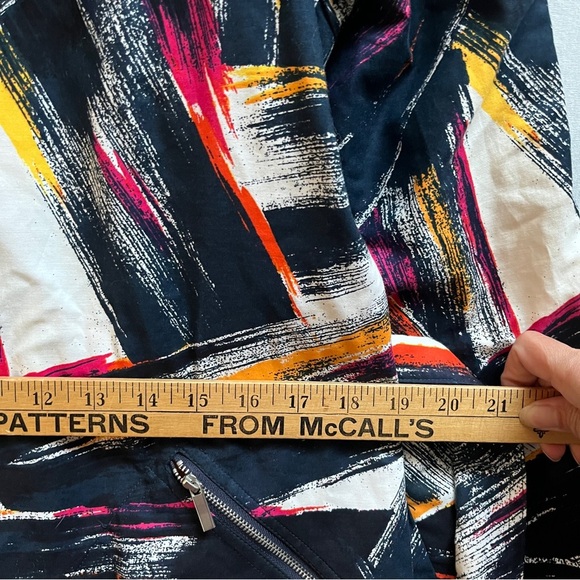 12 13 14 15 16 17 18 19 20 21
PATTERNS FROM McCALL'S